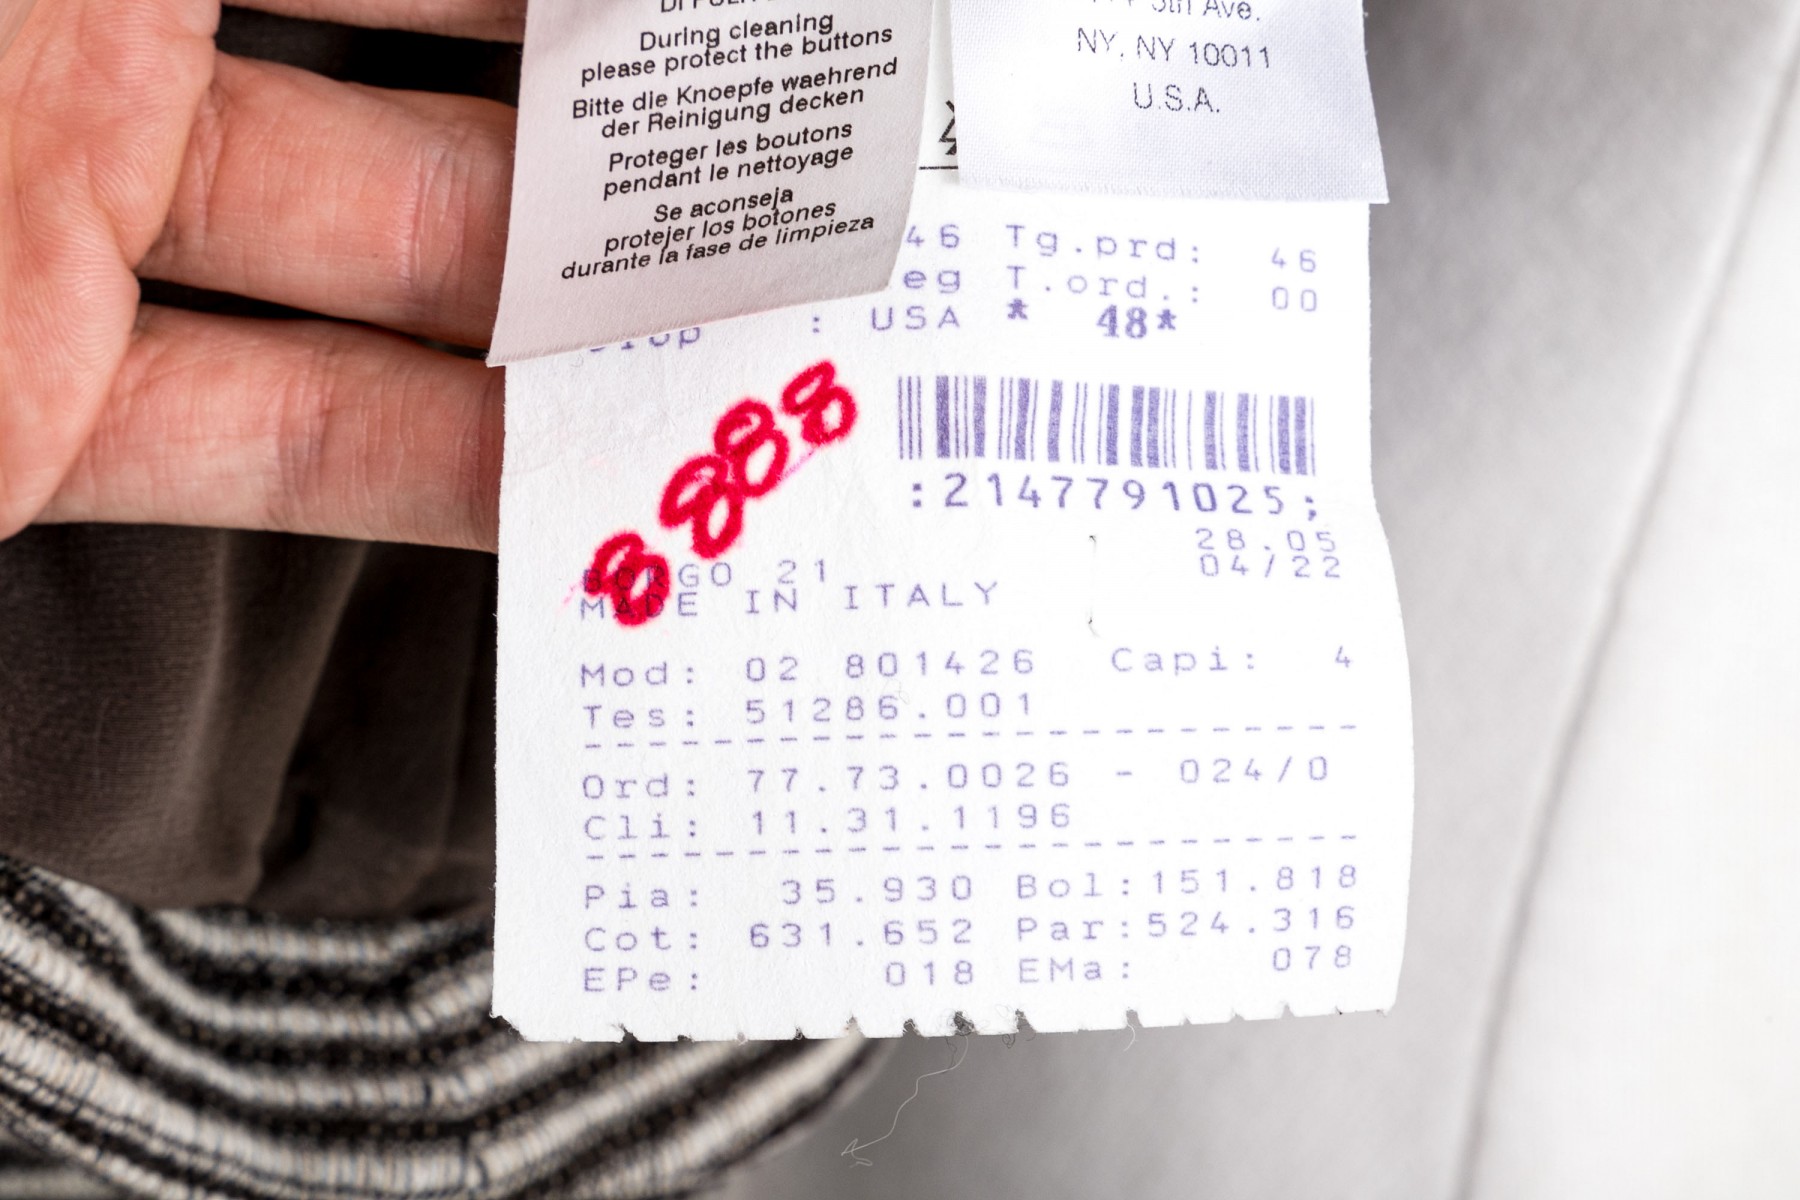 During cleaning
please protect the buttons
Bitte die Knoepfe waehrend
der Reinigung decken
Proteger les boutons
pendant le nettoyage
Se aconseja
protejer los botones
durante la fase de limpieza
5th Ave.
NY, NY 10011
U.S.A.
46 Tg.prd: 46
eg T.ord.: 00
: USA * 48*
8888
:2147791025;
28.05
04/22
BORGO 21
MADE IN ITALY
Mod: 02 801426 Capi: 4
Tes: 51286.001
Ord: 77.73.0026 - 024/0
Cli: 11.31.1196
Pia: 35.930 Bol:151.818
Cot: 631.652 Par:524.316
EPe: 018 EMa: 078